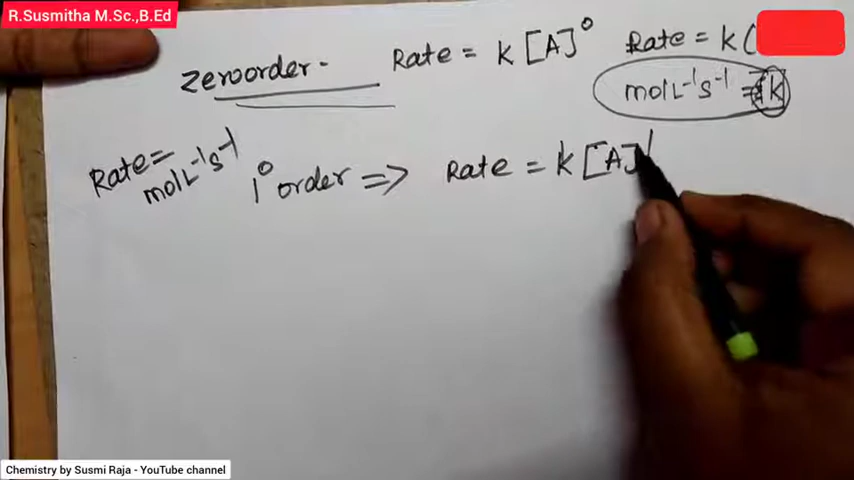 R.Susmitha M.Sc.,B.Ed
Zeroorder. Rate = k [A]⁰ Rate = k (
mol L⁻¹ s⁻¹ = k
Rate = mol L⁻¹ s⁻¹
1⁰ order => Rate = k [A]¹
Chemistry by Susmi Raja - YouTube channel